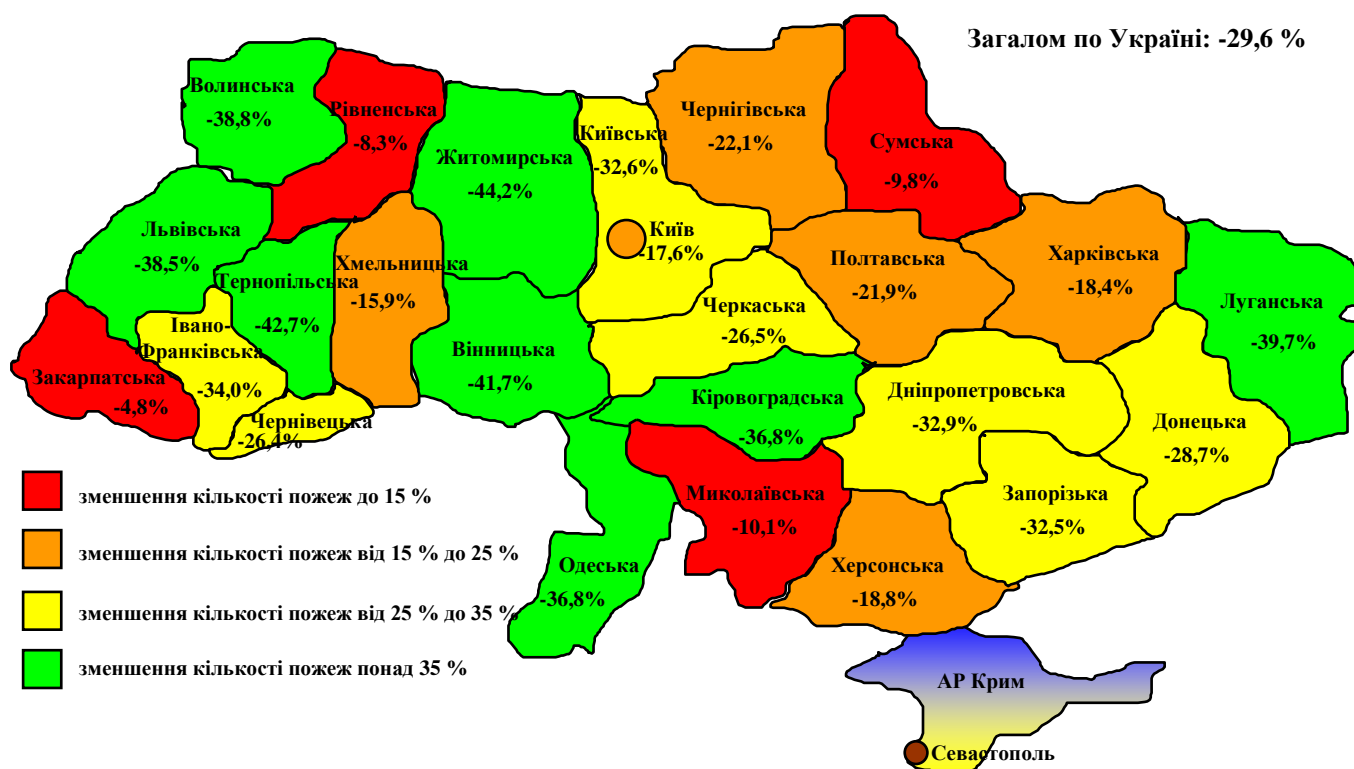 Загалом по Україні: -29,6 %
Волинська
-38,8%
Рівненська
-8,3%
Житомирська
-44,2%
Київська
-32,6%
Чернігівська
-22,1%
Сумська
-9,8%
Львівська
-38,5%
Тернопільська
-42,7%
Хмельницька
-15,9%
Київ
-17,6%
Полтавська
-21,9%
Харківська
-18,4%
Луганська
-39,7%
Закарпатська
-4,8%
Івано-
Франківська
-34,0%
Чернівецька
-26,4%
Вінницька
-41,7%
Черкаська
-26,5%
Кіровоградська
-36,8%
Дніпропетровська
-32,9%
Донецька
-28,7%
Запорізька
-32,5%
Миколаївська
-10,1%
Одеська
-36,8%
Херсонська
-18,8%
АР Крим
Севастополь
зменшення кількості пожеж до 15 %
зменшення кількості пожеж від 15 % до 25 %
зменшення кількості пожеж від 25 % до 35 %
зменшення кількості пожеж понад 35 %